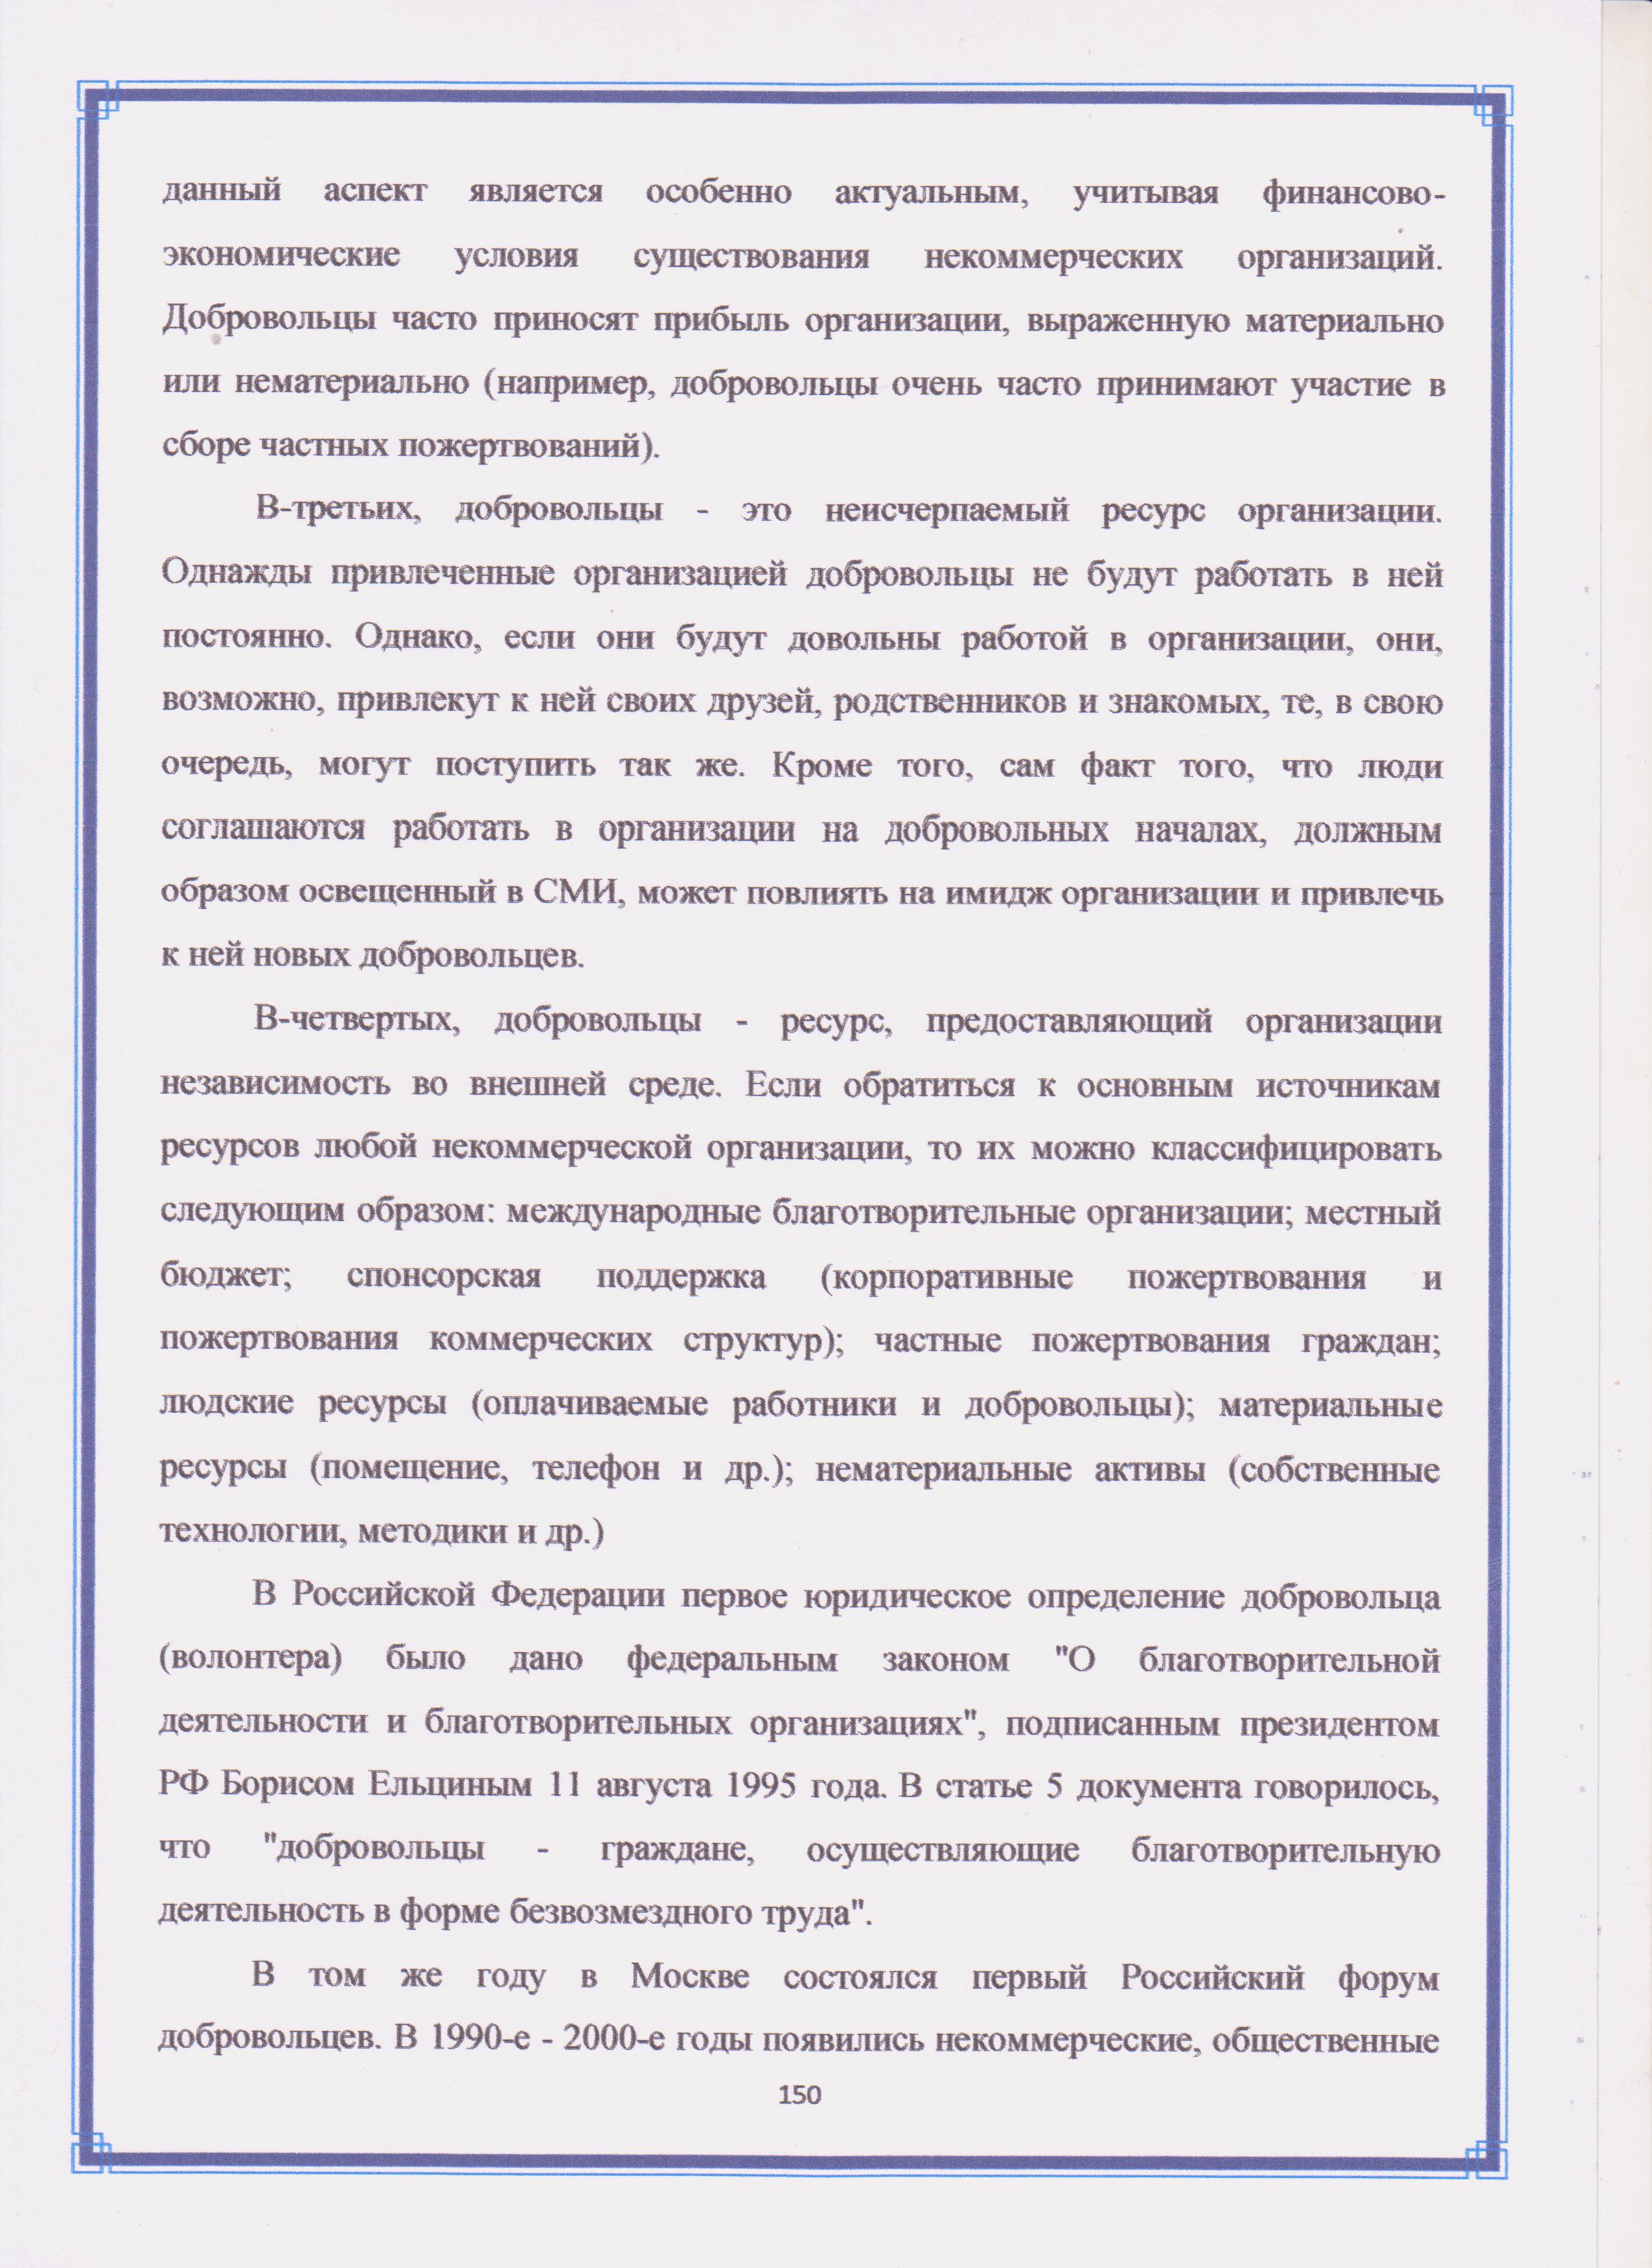 данный аспект является особенно актуальным, учитывая финансово-
экономические условия существования некоммерческих организаций.
Добровольцы часто приносят прибыль организации, выраженную материально
или нематериально (например, добровольцы очень часто принимают участие в
сборе частных пожертвований).
В-третьих, добровольцы - это неисчерпаемый ресурс организации.
Однажды привлеченные организацией добровольцы не будут работать в ней
постоянно. Однако, если они будут довольны работой в организации, они,
возможно, привлекут к ней своих друзей, родственников и знакомых, те, в свою
очередь, могут поступить так же. Кроме того, сам факт того, что люди
соглашаются работать в организации на добровольных началах, должным
образом освещенный в СМИ, может повлиять на имидж организации и привлечь
к ней новых добровольцев.
В-четвертых, добровольцы - ресурс, предоставляющий организации
независимость во внешней среде. Если обратиться к основным источникам
ресурсов любой некоммерческой организации, то их можно классифицировать
следующим образом: международные благотворительные организации; местный
бюджет; спонсорская поддержка (корпоративные пожертвования и
пожертвования коммерческих структур); частные пожертвования граждан;
людские ресурсы (оплачиваемые работники и добровольцы); материальные
ресурсы (помещение, телефон и др.); нематериальные активы (собственные
технологии, методики и др.)
В Российской Федерации первое юридическое определение добровольца
(волонтера) было дано федеральным законом "О благотворительной
деятельности и благотворительных организациях", подписанным президентом
РФ Борисом Ельциным 11 августа 1995 года. В статье 5 документа говорилось,
что "добровольцы - граждане, осуществляющие благотворительную
деятельность в форме безвозмездного труда".
В том же году в Москве состоялся первый Российский форум
добровольцев. В 1990-е - 2000-е годы появились некоммерческие, общественные
150